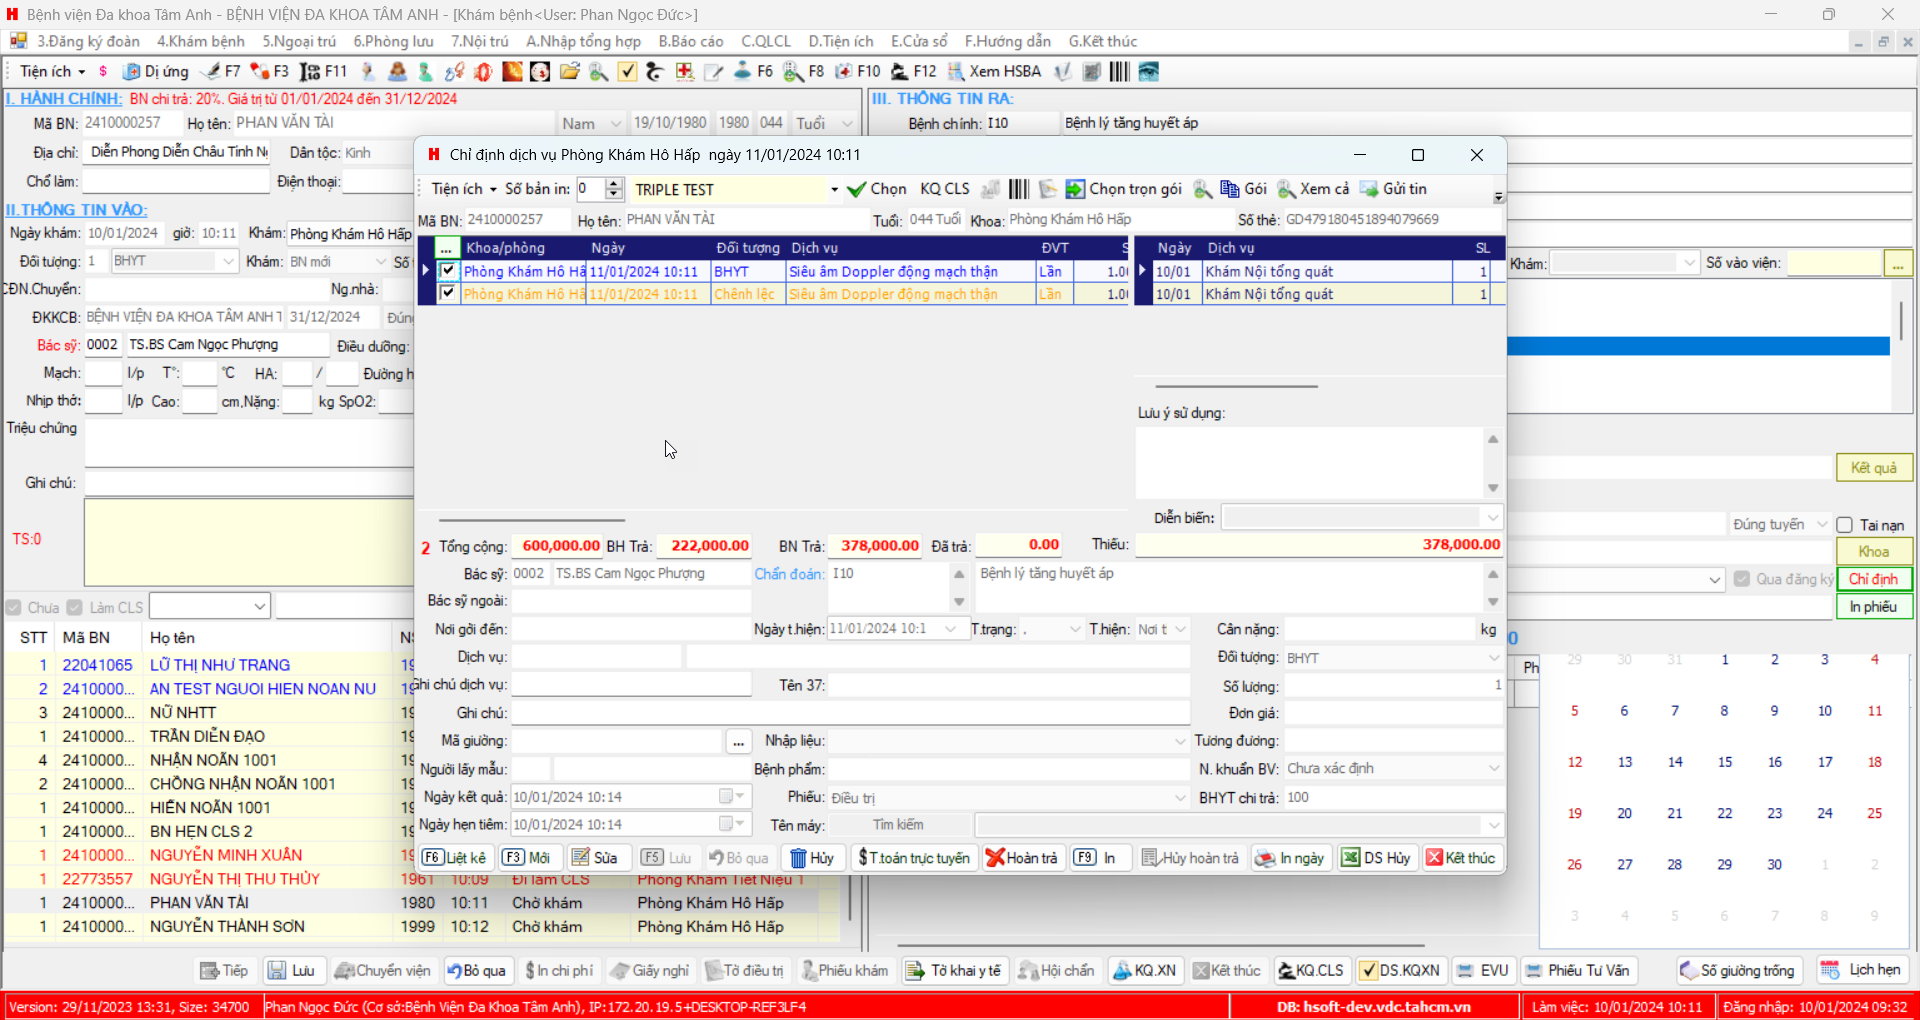 Bệnh viện Đa khoa Tâm Anh - BỆNH VIỆN ĐA KHOA TÂM ANH - [Khám bệnh<User: Phan Ngọc Đức>]
3.Đăng ký đoàn 4.Khám bệnh 5.Ngoại trú 6.Phòng lưu 7.Nội trú A.Nhập tổng hợp B.Báo cáo C.QLCL D.Tiện ích E.Cửa sổ F.Hướng dẫn G.Kết thúc
Tiện ích $ Dị ứng F7 F3 F11 F6 F8 F10 F12 Xem HSBA
I. HÀNH CHÍNH: BN chi trả: 20%. Giá trị từ 01/01/2024 đến 31/12/2024
III. THÔNG TIN RA:
Mã BN: 2410000257 Họ tên: PHAN VĂN TÀI Nam 19/10/1980 1980 044 Tuổi
Bệnh chính: I10 Bệnh lý tăng huyết áp
Địa chỉ: Diễn Phong Diễn Châu Tỉnh Ng Dân tộc: Kinh
Chổ làm: Điện thoại:
II.THÔNG TIN VÀO:
Ngày khám: 10/01/2024 giờ: 10:11 Khám: Phòng Khám Hô Hấp
Đối tượng: 1 BHYT Khám: BN mới Số
CĐN.Chuyển: Ng.nhà:
ĐKKCB: BỆNH VIỆN ĐA KHOA TÂM ANH T 31/12/2024 Đún
Bác sỹ: 0002 TS.BS Cam Ngọc Phượng Điều dưỡng:
Mạch: l/p T°: °C HA: / Đường h
Nhịp thở: l/p Cao: cm,Nặng: kg SpO2:
Triệu chứng
Ghi chú:
TS:0
Chưa Làm CLS
STT Mã BN Họ tên NS
1 22041065 LỮ THỊ NHƯ TRANG 19
2 2410000... AN TEST NGUOI HIEN NOAN NU 19
3 2410000... NỮ NHTT 19
1 2410000... TRẦN DIỄN ĐẠO 19
4 2410000... NHẬN NOÃN 1001 19
2 2410000... CHỒNG NHẬN NOÃN 1001 19
1 2410000... HIẾN NOÃN 1001 19
1 2410000... BN HẸN CLS 2 19
1 2410000... NGUYỄN MINH XUÂN 19
1 22773557 NGUYỄN THỊ THU THỦY 1961 10:09 Đi làm CLS Phòng Khám Tiết Niệu 1
1 2410000... PHAN VĂN TÀI 1980 10:11 Chờ khám Phòng Khám Hô Hấp
1 2410000... NGUYỄN THÀNH SƠN 1999 10:12 Chờ khám Phòng Khám Hô Hấp
Chỉ định dịch vụ Phòng Khám Hô Hấp ngày 11/01/2024 10:11
Tiện ích Số bản in: 0 TRIPLE TEST Chọn KQ CLS Chọn trọn gói Gói Xem cả Gửi tin
Mã BN: 2410000257 Họ tên: PHAN VĂN TÀI Tuổi: 044 Tuổi Khoa: Phòng Khám Hô Hấp Số thẻ: GD479180451894079669
... Khoa/phòng Ngày Đối tượng Dịch vụ ĐVT S
Phòng Khám Hô Hấ 11/01/2024 10:11 BHYT Siêu âm Doppler động mạch thận Lần 1.0
Phòng Khám Hô Hấ 11/01/2024 10:11 Chênh lệc Siêu âm Doppler động mạch thận Lần 1.0
Ngày Dịch vụ SL
10/01 Khám Nội tổng quát 1
10/01 Khám Nội tổng quát 1
Lưu ý sử dụng:
Diễn biến:
2 Tổng cộng: 600,000.00 BH Trả: 222,000.00 BN Trả: 378,000.00 Đã trả: 0.00 Thiếu: 378,000.00
Bác sỹ: 0002 TS.BS Cam Ngọc Phượng Chẩn đoán: I10 Bệnh lý tăng huyết áp
Bác sỹ ngoài:
Nơi gởi đến: Ngày t.hiện: 11/01/2024 10:1 T.trạng: . T.hiện: Nơi t Cân nặng: kg
Dịch vụ: Đối tượng: BHYT
Ghi chú dịch vụ: Tên 37: Số lượng: 1
Ghi chú: Đơn giá:
Mã giường: ... Nhập liệu: Tương đương:
Người lấy mẫu: Bệnh phẩm: N. khuẩn BV: Chưa xác định
Ngày kết quả: 10/01/2024 10:14 Phiếu: Điều trị BHYT chi trả: 100
Ngày hẹn tiêm: 10/01/2024 10:14 Tên máy: Tìm kiếm
F6 Liệt kê F3 Mới Sửa F5 Lưu Bỏ qua Hủy $ T.toán trực tuyến Hoàn trả F9 In Hủy hoàn trả In ngày DS Hủy Kết thúc
Khám: Số vào viện: ...
Kết quả
Đúng tuyến Tai nạn
Khoa
Qua đăng ký Chỉ định
In phiếu
0
Ph
29 30 31 1 2 3 4
5 6 7 8 9 10 11
12 13 14 15 16 17 18
19 20 21 22 23 24 25
26 27 28 29 30 1 2
3 4 5 6 7 8 9
Tiếp Lưu Chuyển viện Bỏ qua $ In chi phí Giấy nghỉ Tờ điều trị Phiếu khám Tờ khai y tế Hội chẩn KQ.XN Kết thúc KQ.CLS DS.KQXN EVU Phiếu Tư Vấn Số giường trống Lịch hẹn
Version: 29/11/2023 13:31, Size: 34700 Phan Ngọc Đức (Cơ sở:Bệnh Viện Đa Khoa Tâm Anh), IP:172.20.19.5+DESKTOP-REF3LF4 DB: hsoft-dev.vdc.tahcm.vn Làm việc: 10/01/2024 10:11 Đăng nhập: 10/01/2024 09:32